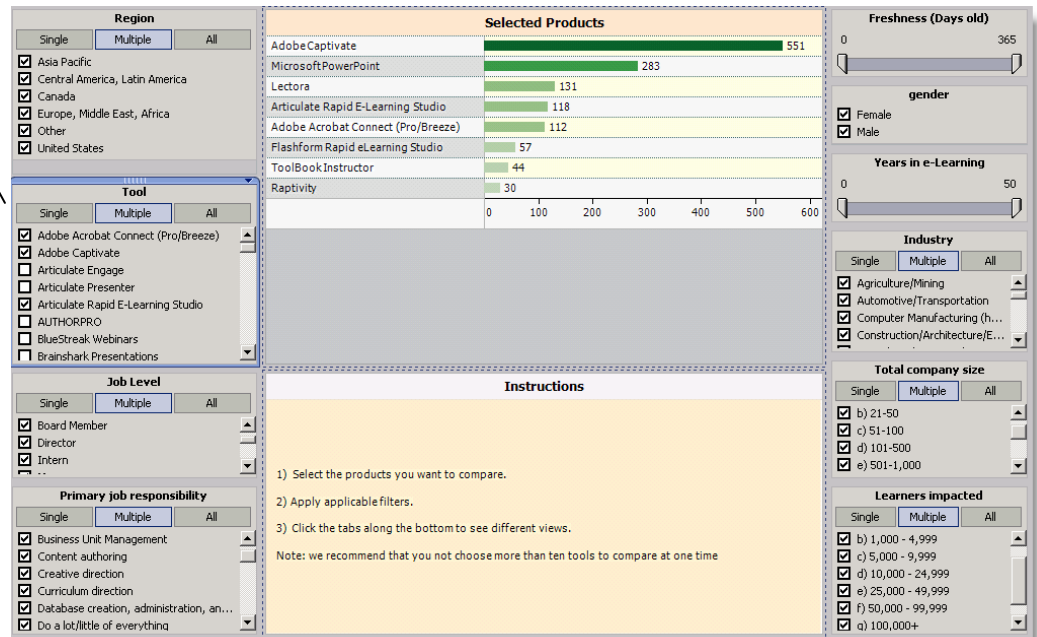 Region
Single Multiple All
Asia Pacific
Central America, Latin America
Canada
Europe, Middle East, Africa
Other
United States
Tool
Single Multiple All
Adobe Acrobat Connect (Pro/Breeze)
Adobe Captivate
Articulate Engage
Articulate Presenter
Articulate Rapid E-Learning Studio
AUTHORPRO
BlueStreak Webinars
Brainshark Presentations
Job Level
Single Multiple All
Board Member
Director
Intern
Primary job responsibility
Single Multiple All
Business Unit Management
Content authoring
Creative direction
Curriculum direction
Database creation, administration, an...
Do a lot/little of everything
Selected Products
Adobe Captivate 551
Microsoft PowerPoint 283
Lectora 131
Articulate Rapid E-Learning Studio 118
Adobe Acrobat Connect (Pro/Breeze) 112
Flashform Rapid eLearning Studio 57
ToolBook Instructor 44
Raptivity 30
0 100 200 300 400 500 600
Instructions
1) Select the products you want to compare.
2) Apply applicable filters.
3) Click the tabs along the bottom to see different views.
Note: we recommend that you not choose more than ten tools to compare at one time
Freshness (Days old)
0 365
gender
Female
Male
Years in e-Learning
0 50
Industry
Single Multiple All
Agriculture/Mining
Automotive/Transportation
Computer Manufacturing (h...
Construction/Architecture/E...
Total company size
Single Multiple All
b) 21-50
c) 51-100
d) 101-500
e) 501-1,000
Learners impacted
Single Multiple All
b) 1,000 - 4,999
c) 5,000 - 9,999
d) 10,000 - 24,999
e) 25,000 - 49,999
f) 50,000 - 99,999
g) 100,000+